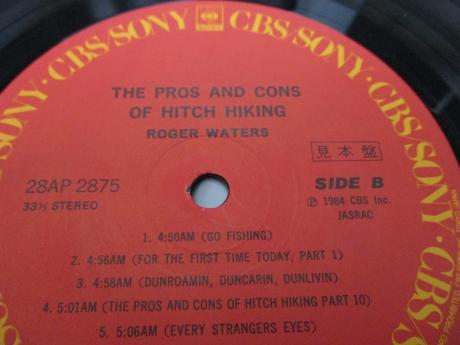 CBS/SONY · CBS/SONY · CBS/SONY · CBS/SONY
THE PROS AND CONS
OF HITCH HIKING
ROGER WATERS
見本盤
28AP 2875
33⅓ STEREO
SIDE B
Ⓟ 1984 CBS Inc.
JASRAC
1. 4:50AM (GO FISHING)
2. 4:56AM (FOR THE FIRST TIME TODAY, PART 1)
3. 4:58AM (DUNROAMIN, DUNCARIN, DUNLIVIN)
4. 5:01AM (THE PROS AND CONS OF HITCH HIKING PART 10)
5. 5:06AM (EVERY STRANGERS EYES)